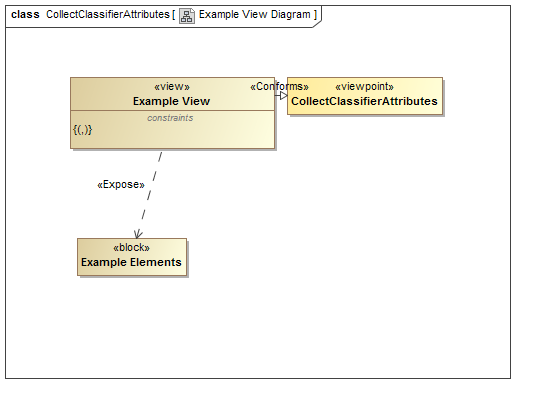 class CollectClassifierAttributes [ Example View Diagram ]
«view»
Example View
constraints
{(,)}
«Conforms»
«viewpoint»
CollectClassifierAttributes
«Expose»
«block»
Example Elements